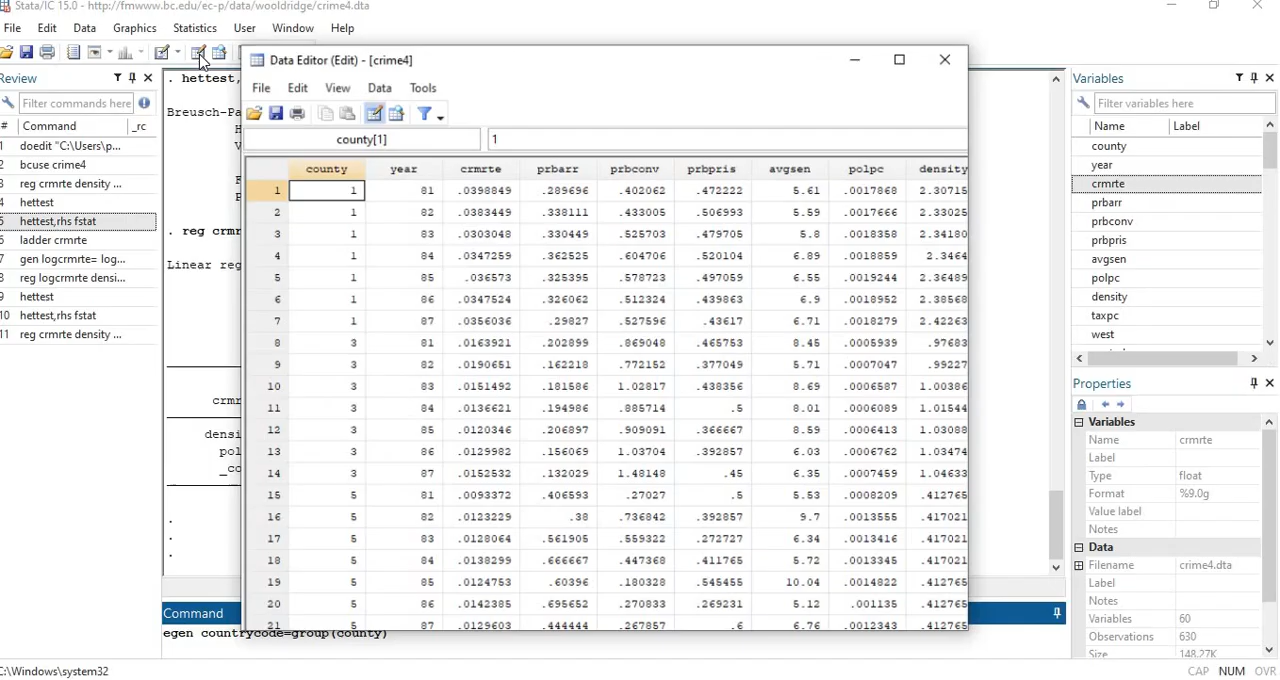 Stata/IC 15.0 - http://fmwww.bc.edu/ec-p/data/wooldridge/crime4.dta
File Edit Data Graphics Statistics User Window Help
Review
Filter commands here
# Command _rc
1 doedit "C:\Users\p...
2 bcuse crime4
3 reg crmrte density ...
4 hettest
5 hettest,rhs fstat
6 ladder crmrte
7 gen logcrmrte= log...
8 reg logcrmrte densi...
9 hettest
10 hettest,rhs fstat
11 reg crmrte density ...
. hettest,
Breusch-Pa
. reg crmr
Linear reg
crmr
densi
pol
_co
.
.
.
Data Editor (Edit) - [crime4]
File Edit View Data Tools
county[1] 1
county year crmrte prbarr prbconv prbpris avgsen polpc density
1 1 81 .0398849 .289696 .402062 .472222 5.61 .0017868 2.30715
2 1 82 .0383449 .338111 .433005 .506993 5.59 .0017666 2.33025
3 1 83 .0303048 .330449 .525703 .479705 5.8 .0018358 2.34180
4 1 84 .0347259 .362525 .604706 .520104 6.89 .0018859 2.3464
5 1 85 .036573 .325395 .578723 .497059 6.55 .0019244 2.36489
6 1 86 .0347524 .326062 .512324 .439863 6.9 .0018952 2.38568
7 1 87 .0356036 .29827 .527596 .43617 6.71 .0018279 2.42263
8 3 81 .0163921 .202899 .869048 .465753 8.45 .0005939 .97683
9 3 82 .0190651 .162218 .772152 .377049 5.71 .0007047 .99227
10 3 83 .0151492 .181586 1.02817 .438356 8.69 .0006587 1.00386
11 3 84 .0136621 .194986 .885714 .5 8.01 .0006089 1.01544
12 3 85 .0120346 .206897 .909091 .366667 8.59 .0006413 1.03088
13 3 86 .0129982 .156069 1.03704 .392857 6.03 .0006762 1.03474
14 3 87 .0152532 .132029 1.48148 .45 6.35 .0007459 1.04633
15 5 81 .0093372 .406593 .27027 .5 5.53 .0008209 .412765
16 5 82 .0123229 .38 .736842 .392857 9.7 .0013555 .417021
17 5 83 .0128064 .561905 .559322 .272727 6.34 .0013416 .417021
18 5 84 .0138299 .666667 .447368 .411765 5.72 .0013345 .417021
19 5 85 .0124753 .60396 .180328 .545455 10.04 .0014822 .412765
20 5 86 .0142385 .695652 .270833 .269231 5.12 .001135 .412765
21 5 87 .0129603 .444444 .267857 .6 6.76 .0012343 .412765
Command
egen countrycode=group(county)
Variables
Filter variables here
Name Label
county
year
crmrte
prbarr
prbconv
prbpris
avgsen
polpc
density
taxpc
west
Properties
Variables
Name crmrte
Label
Type float
Format %9.0g
Value label
Notes
Data
Filename crime4.dta
Label
Notes
Variables 60
Observations 630
Size 148.27K
C:\Windows\system32
CAP NUM OVR